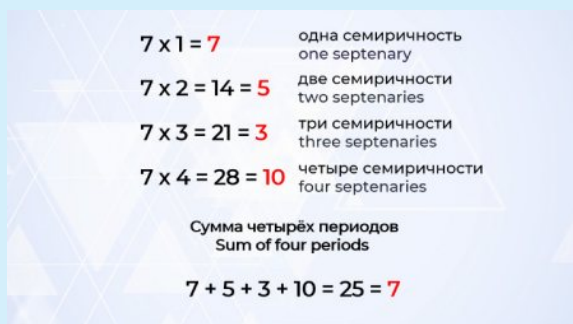 7 x 1 = 7 одна семиричность
one septenary
7 x 2 = 14 = 5 две семиричности
two septenaries
7 x 3 = 21 = 3 три семиричности
three septenaries
7 x 4 = 28 = 10 четыре семиричности
four septenaries
Сумма четырёх периодов
Sum of four periods
7 + 5 + 3 + 10 = 25 = 7